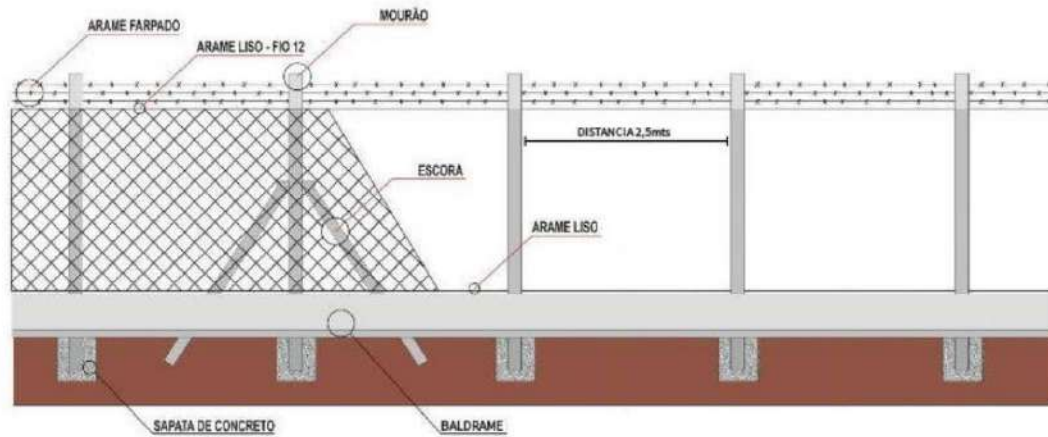 MOURÃO
ARAME FARPADO
ARAME LISO - FIO 12
DISTANCIA 2,5mts
ESCORA
ARAME LISO
SAPATA DE CONCRETO
BALDRAME